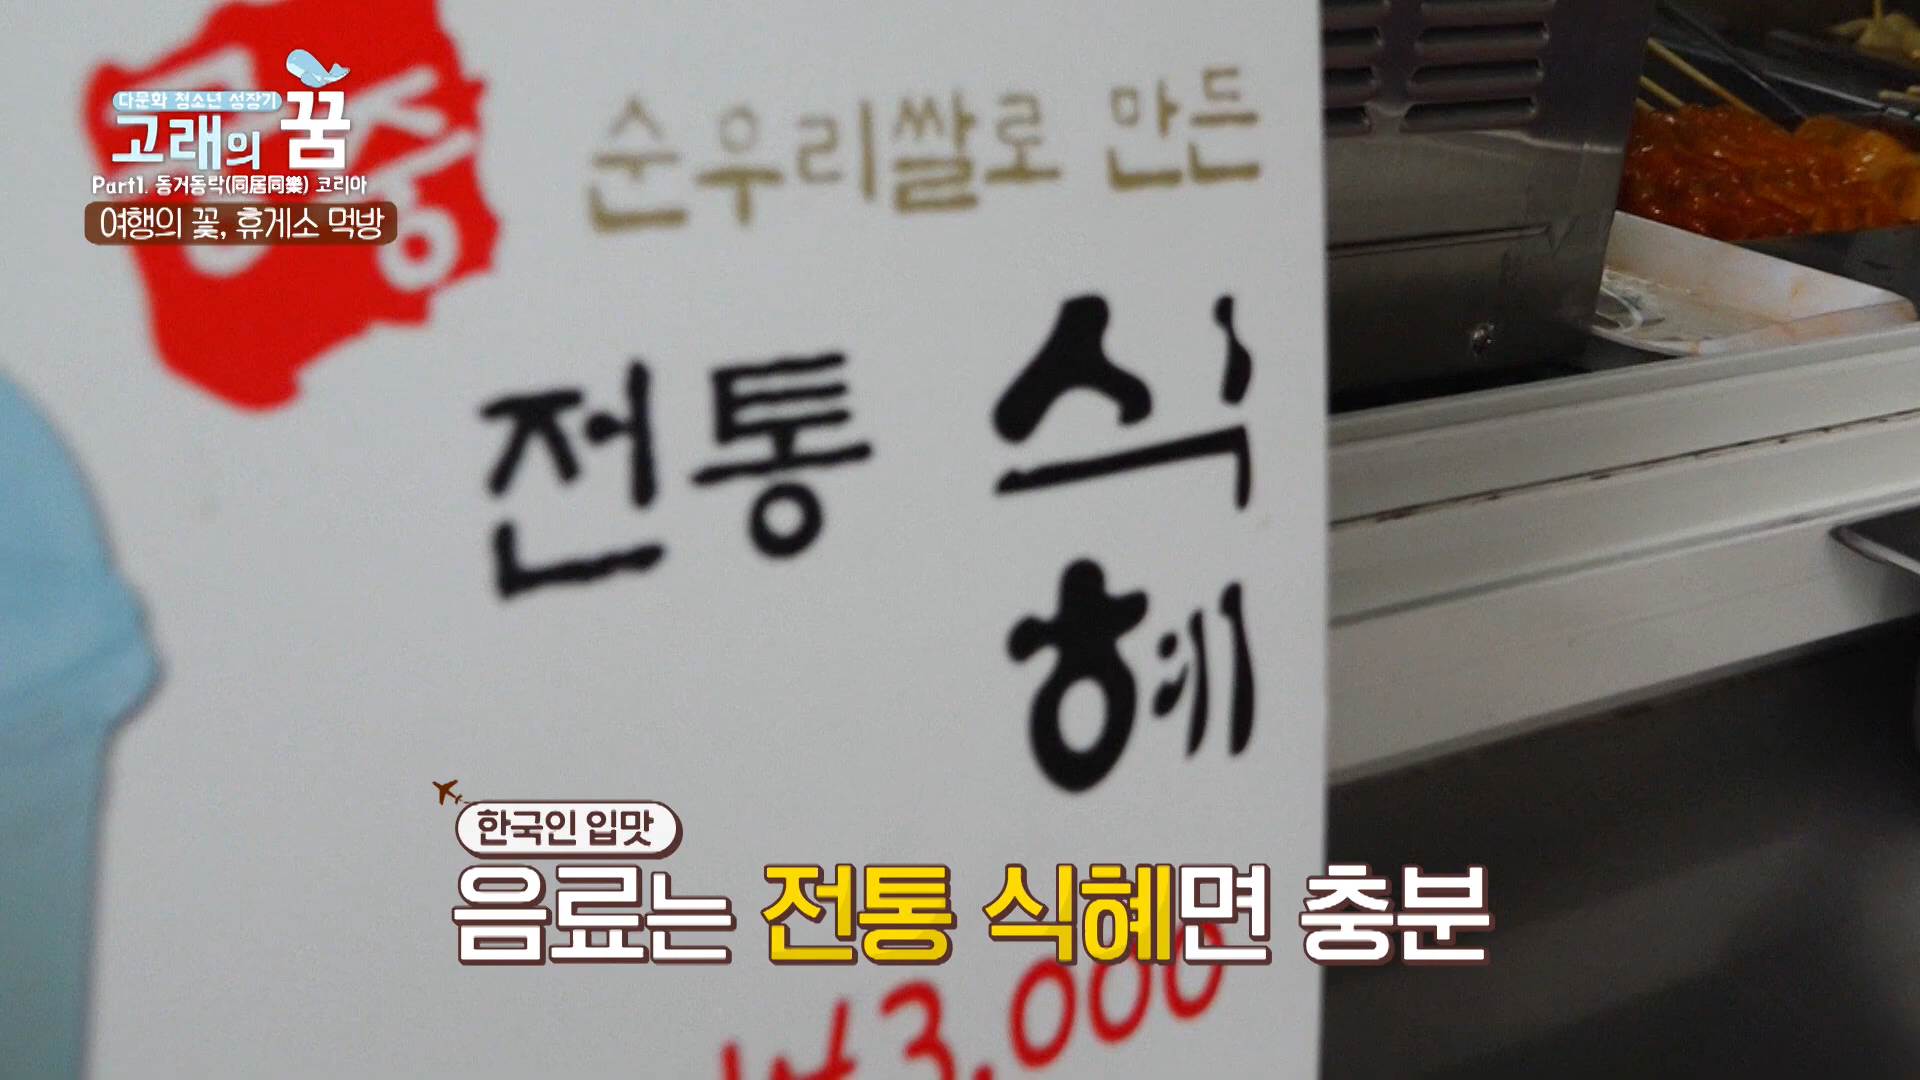 다문화 청소년 성장기
고래의 꿈
Part1. 동거동락(同居同樂) 코리아
여행의 꽃, 휴게소 먹방
순우리쌀로 만든
전통 식
혜
한국인 입맛
음료는 전통 식혜면 충분
₩3,000